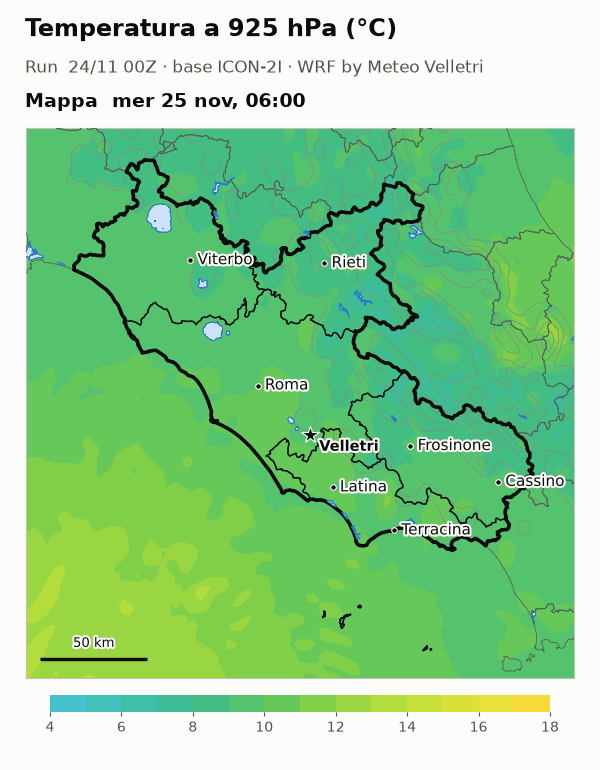 Temperatura a 925 hPa (°C)
Run  24/11 00Z · base ICON-2I · WRF by Meteo Velletri
Mappa  mer 25 nov, 06:00
Viterbo
Rieti
Roma
Velletri
Frosinone
Latina
Cassino
Terracina
50 km
4 6 8 10 12 14 16 18